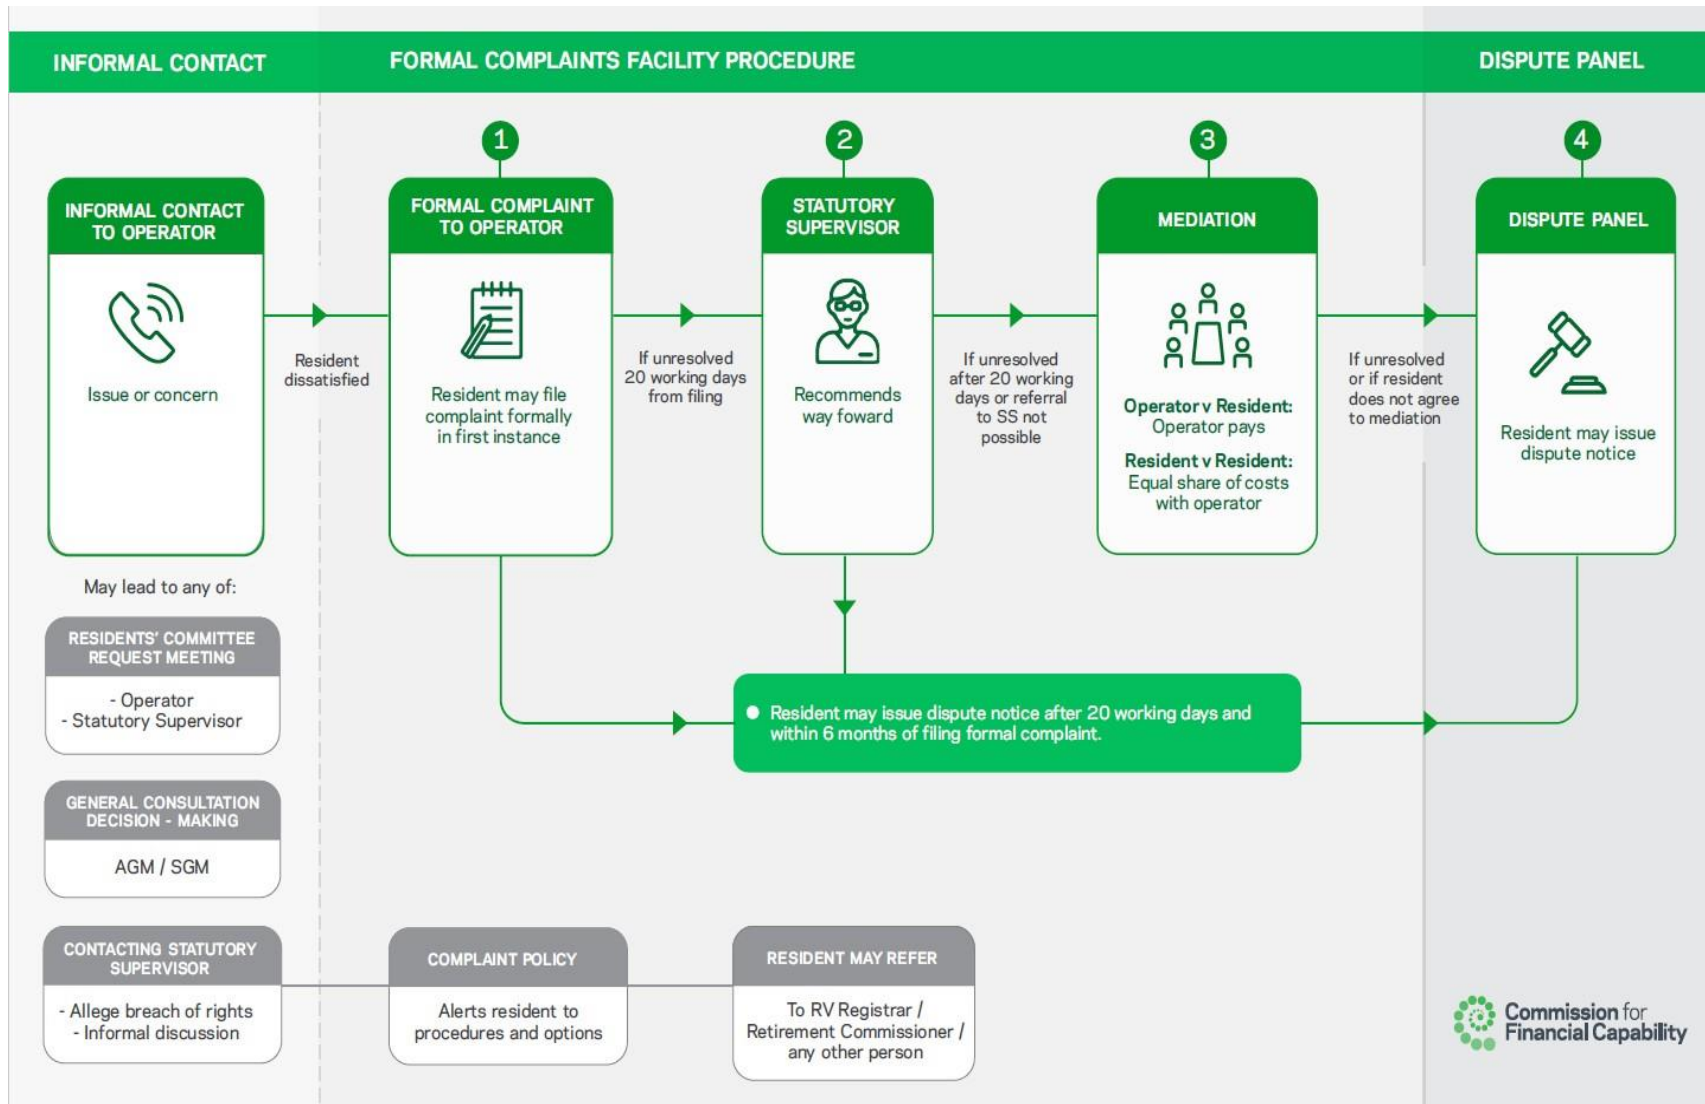 INFORMAL CONTACT
FORMAL COMPLAINTS FACILITY PROCEDURE
DISPUTE PANEL
1
2
3
4
INFORMAL CONTACT
TO OPERATOR
Issue or concern
Resident
dissatisfied
FORMAL COMPLAINT
TO OPERATOR
Resident may file
complaint formally
in first instance
If unresolved
20 working days
from filing
STATUTORY
SUPERVISOR
Recommends
way foward
If unresolved
after 20 working
days or referral
to SS not
possible
MEDIATION
Operator v Resident:
Operator pays
Resident v Resident:
Equal share of costs
with operator
If unresolved
or if resident
does not agree
to mediation
DISPUTE PANEL
Resident may issue
dispute notice
May lead to any of:
RESIDENTS' COMMITTEE
REQUEST MEETING
- Operator
- Statutory Supervisor
Resident may issue dispute notice after 20 working days and
within 6 months of filing formal complaint.
GENERAL CONSULTATION
DECISION - MAKING
AGM / SGM
CONTACTING STATUTORY
SUPERVISOR
- Allege breach of rights
- Informal discussion
COMPLAINT POLICY
Alerts resident to
procedures and options
RESIDENT MAY REFER
To RV Registrar /
Retirement Commissioner /
any other person
Commission for
Financial Capability